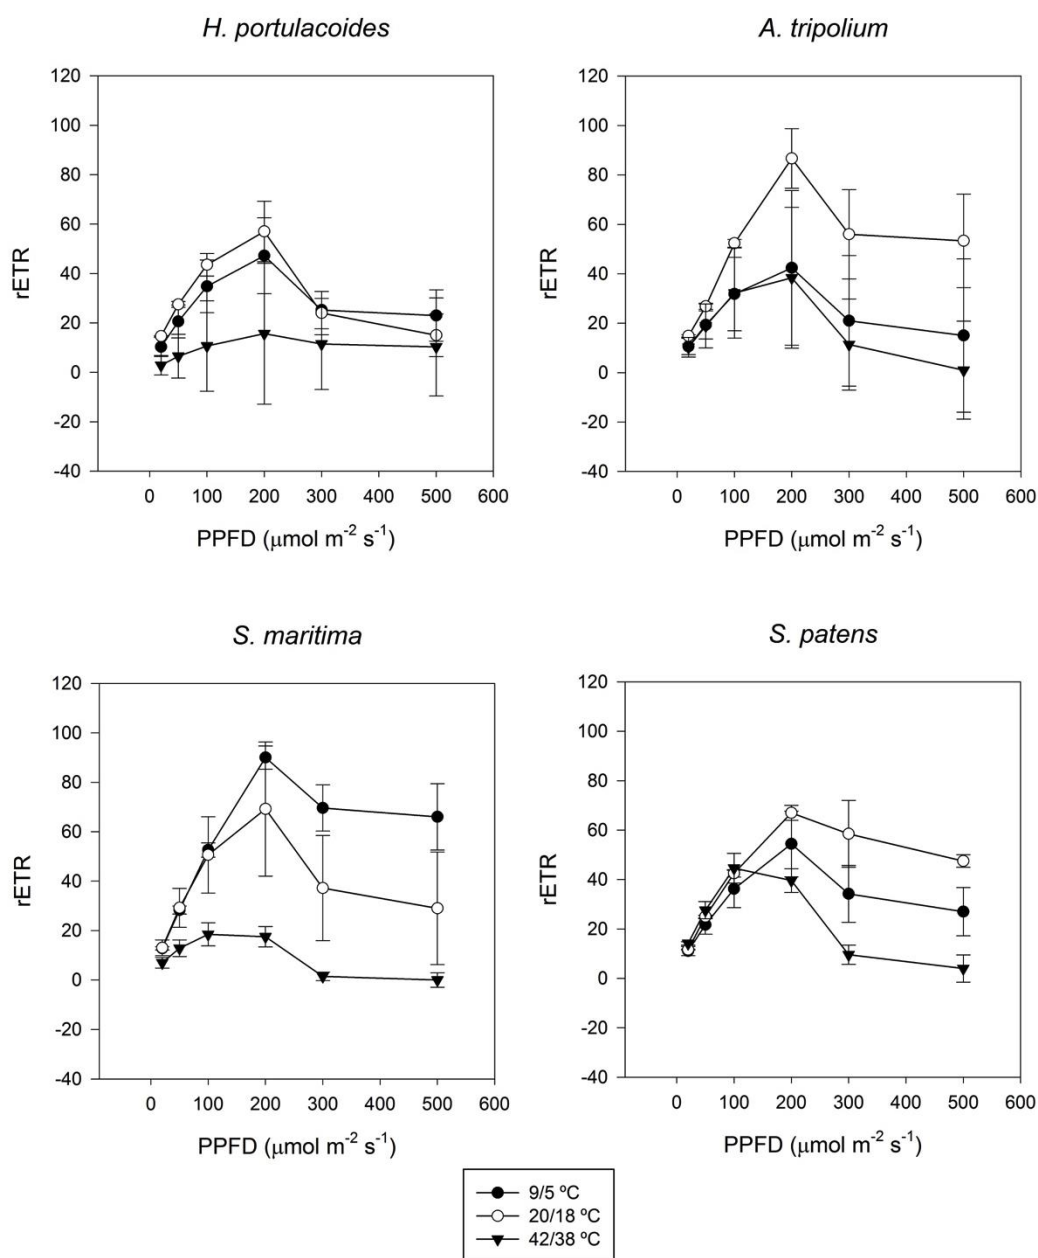 H. portulacoides
A. tripolium
120
100
80
60
40
20
0
-20
-40
rETR
0 100 200 300 400 500 600
PPFD (μmol m⁻² s⁻¹)
120
100
80
60
40
20
0
-20
-40
rETR
0 100 200 300 400 500 600
PPFD (μmol m⁻² s⁻¹)
S. maritima
S. patens
120
100
80
60
40
20
0
-20
-40
rETR
0 100 200 300 400 500 600
PPFD (μmol m⁻² s⁻¹)
120
100
80
60
40
20
0
-20
-40
rETR
0 100 200 300 400 500 600
PPFD (μmol m⁻² s⁻¹)
9/5 ºC
20/18 ºC
42/38 ºC